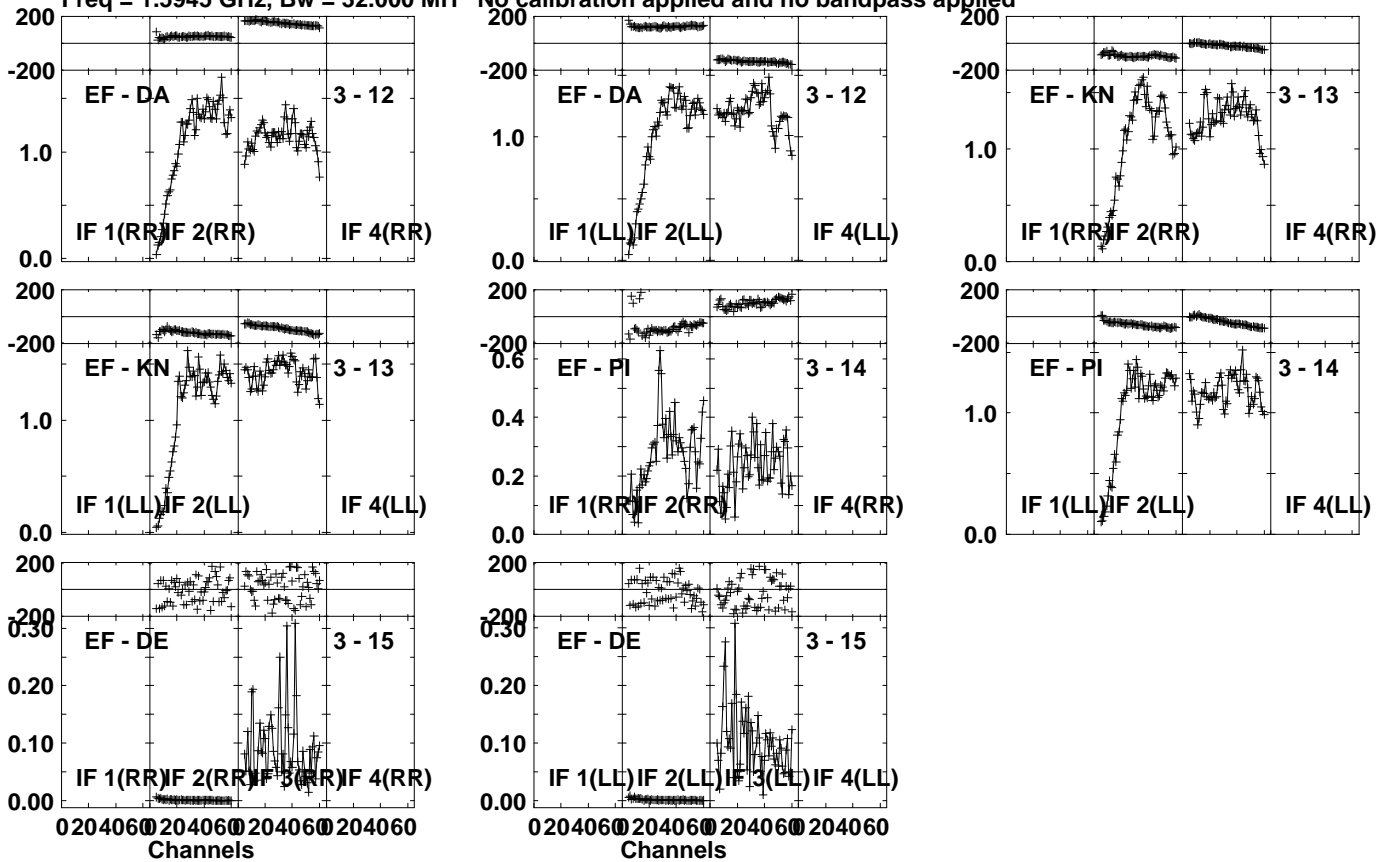 Freq = 1.5945 GHz, Bw = 32.000 MH No calibration applied and no bandpass applied
200
-200
EF - DA
3 - 12
1.0
0.0
IF 1(RR) IF 2(RR) IF 4(RR)
EF - DA
3 - 12
1.0
0.0
IF 1(LL) IF 2(LL) IF 4(LL)
200
-200
EF - KN
3 - 13
1.0
0.0
IF 1(RR) IF 2(RR) IF 4(RR)
200
-200
EF - KN
3 - 13
1.0
0.0
IF 1(LL) IF 2(LL) IF 4(LL)
200
-200
EF - PI
3 - 14
0.6
0.4
0.2
0.0
IF 1(RR) IF 2(RR) IF 4(RR)
200
-200
EF - PI
3 - 14
1.0
0.0
IF 1(LL) IF 2(LL) IF 4(LL)
200
-200
0.30
EF - DE
3 - 15
0.20
0.10
0.00
IF 1(RR) IF 2(RR) IF 3(RR) IF 4(RR)
0 20 40 60 0 20 40 60 0 20 40 60 0 20 40 60
Channels
200
-200
0.30
EF - DE
3 - 15
0.20
0.10
0.00
IF 1(LL) IF 2(LL) IF 3(LL) IF 4(LL)
0 20 40 60 0 20 40 60 0 20 40 60 0 20 40 60
Channels